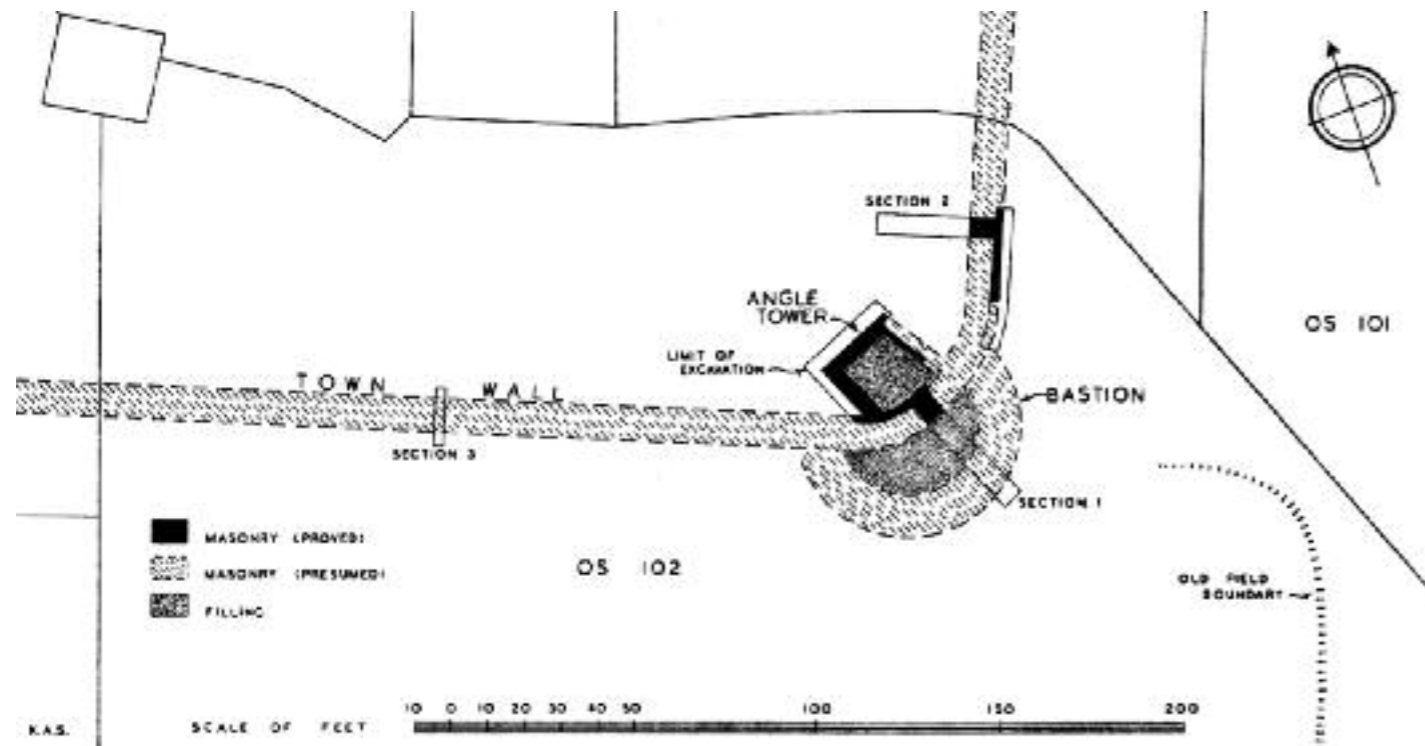 SECTION 2
ANGLE
TOWER
OS 101
LIMIT OF
EXCAVATION
TOWN WALL
BASTION
SECTION 3
SECTION 1
MASONRY (PROVED)
MASONRY (PRESUMED)
FILLING
OS 102
OLD FIELD
BOUNDARY
10 0 10 20 30 40 50 100 150 200
K.A.S. SCALE OF FEET